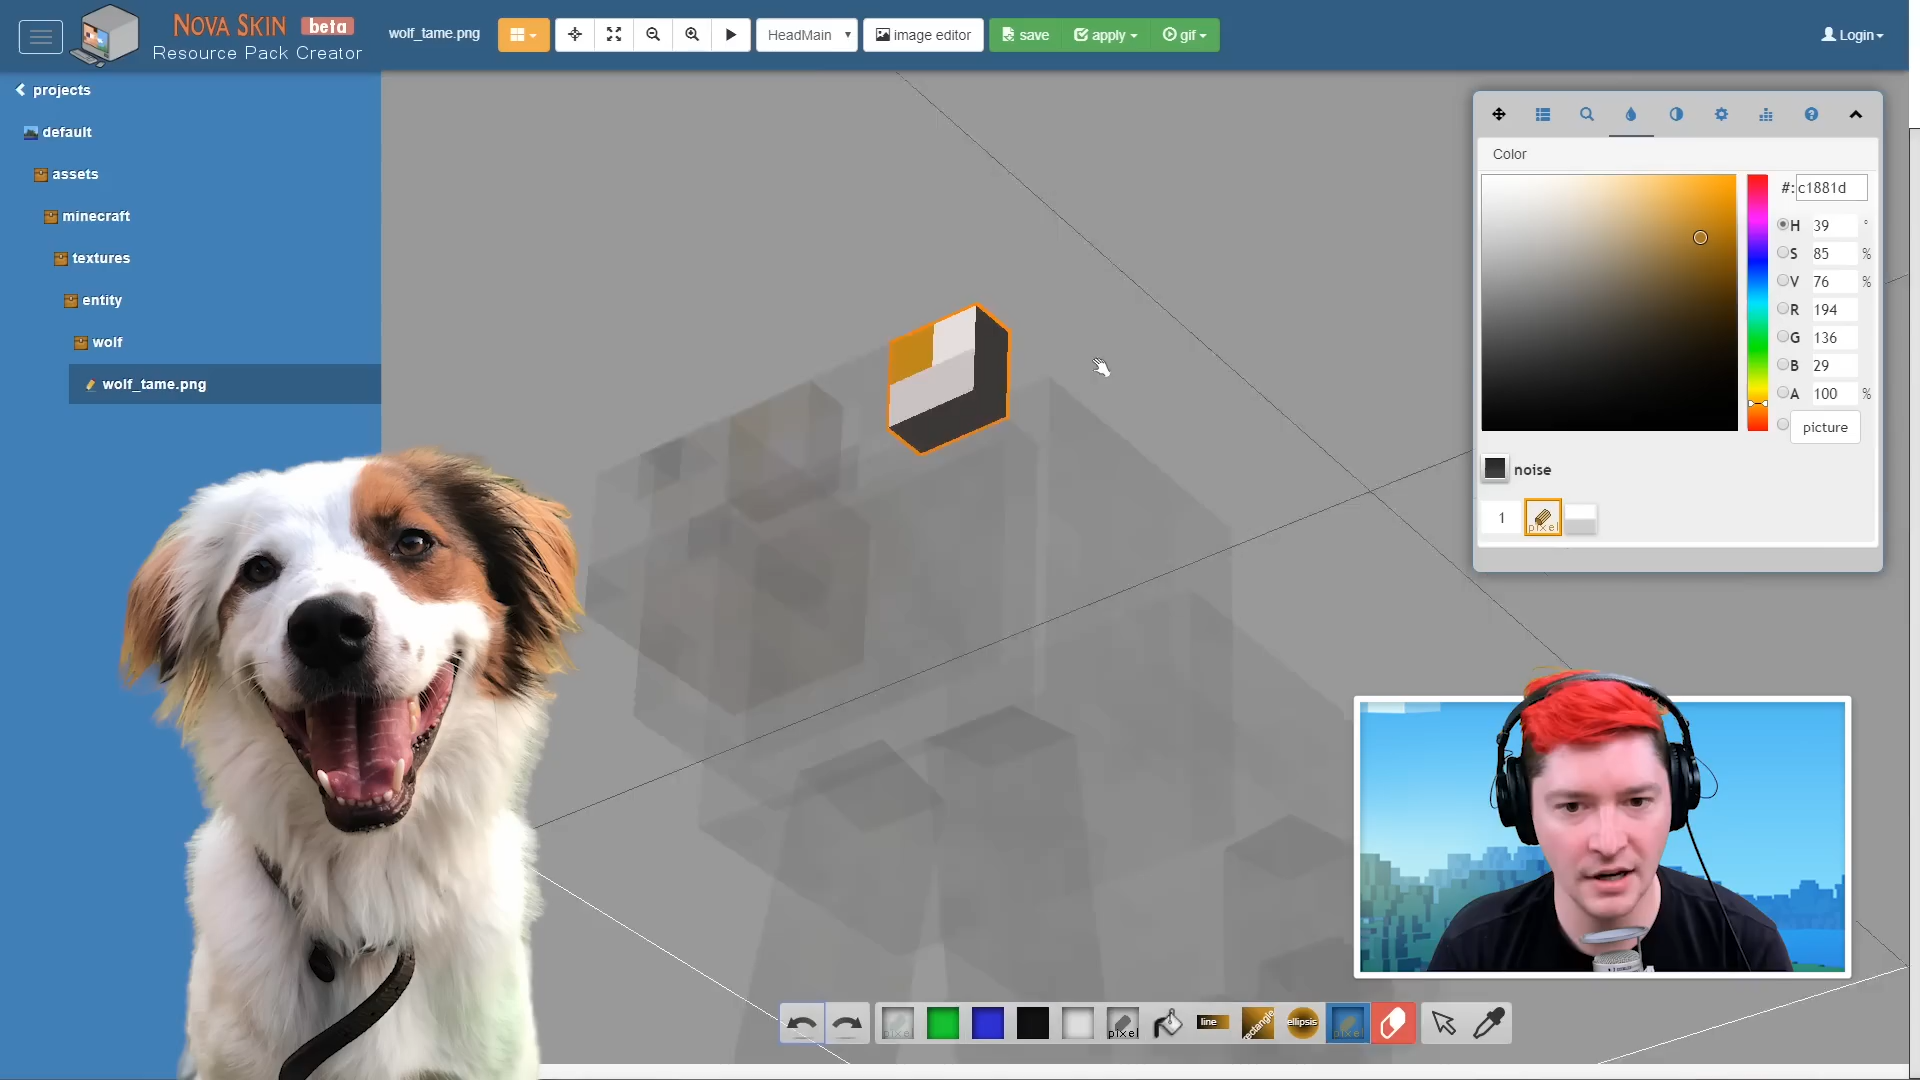 NOVA SKIN beta
Resource Pack Creator
wolf_tame.png
HeadMain
image editor
save
apply
gif
Login
projects
default
assets
minecraft
textures
entity
wolf
wolf_tame.png
Color
#: c1881d
H 39 °
S 85 %
V 76 %
R 194
G 136
B 29
A 100 %
picture
noise
1
pixel
pixel
pixel
line
rectangle
ellipsis
pixel